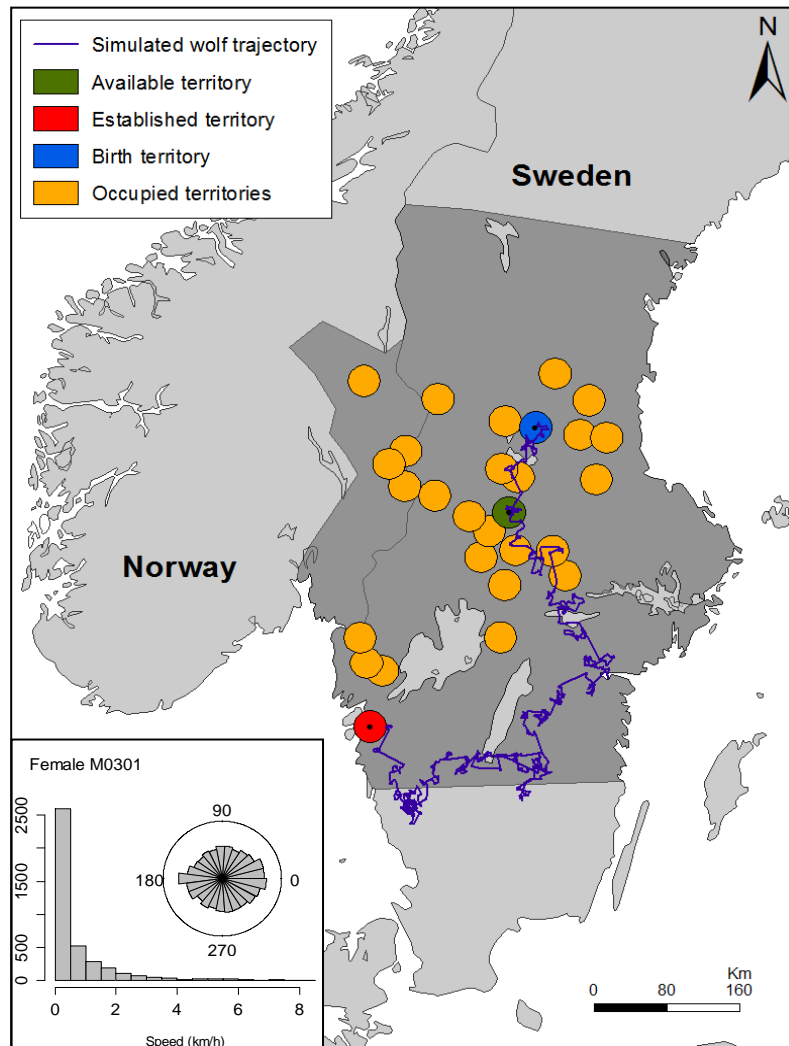 Simulated wolf trajectory
Available territory
Established territory
Birth territory
Occupied territories
N
Sweden
Norway
Female M0301
2500
1500
500
0
0 2 4 6 8
Speed (km/h)
90
180
0
270
Km
0 80 160